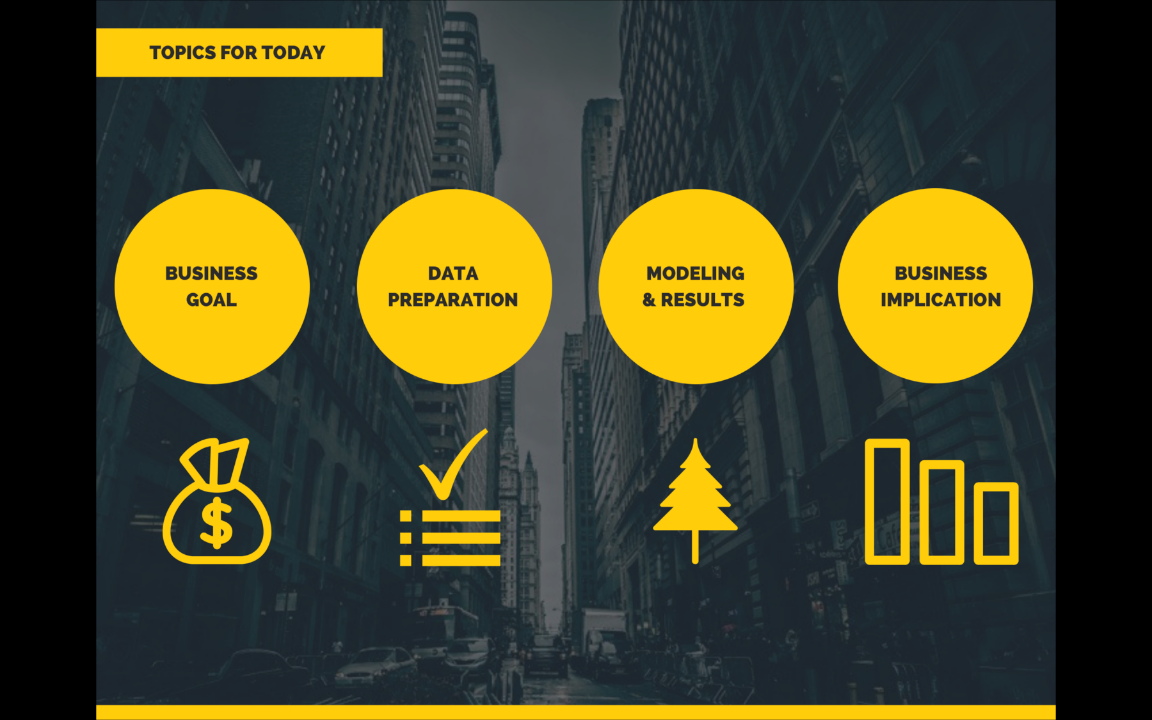 TOPICS FOR TODAY
BUSINESS
GOAL
DATA
PREPARATION
MODELING
& RESULTS
BUSINESS
IMPLICATION
$